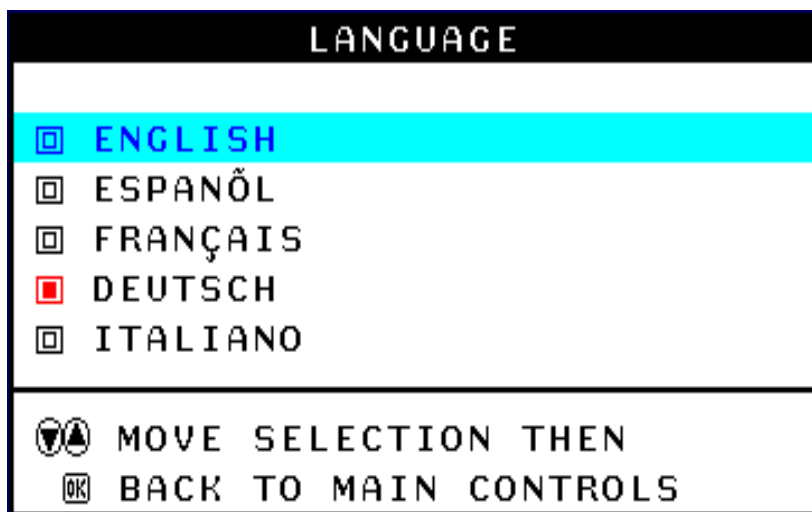 LANGUAGE
ENGLISH
ESPANÕL
FRANÇAIS
DEUTSCH
ITALIANO
MOVE SELECTION THEN
OK BACK TO MAIN CONTROLS